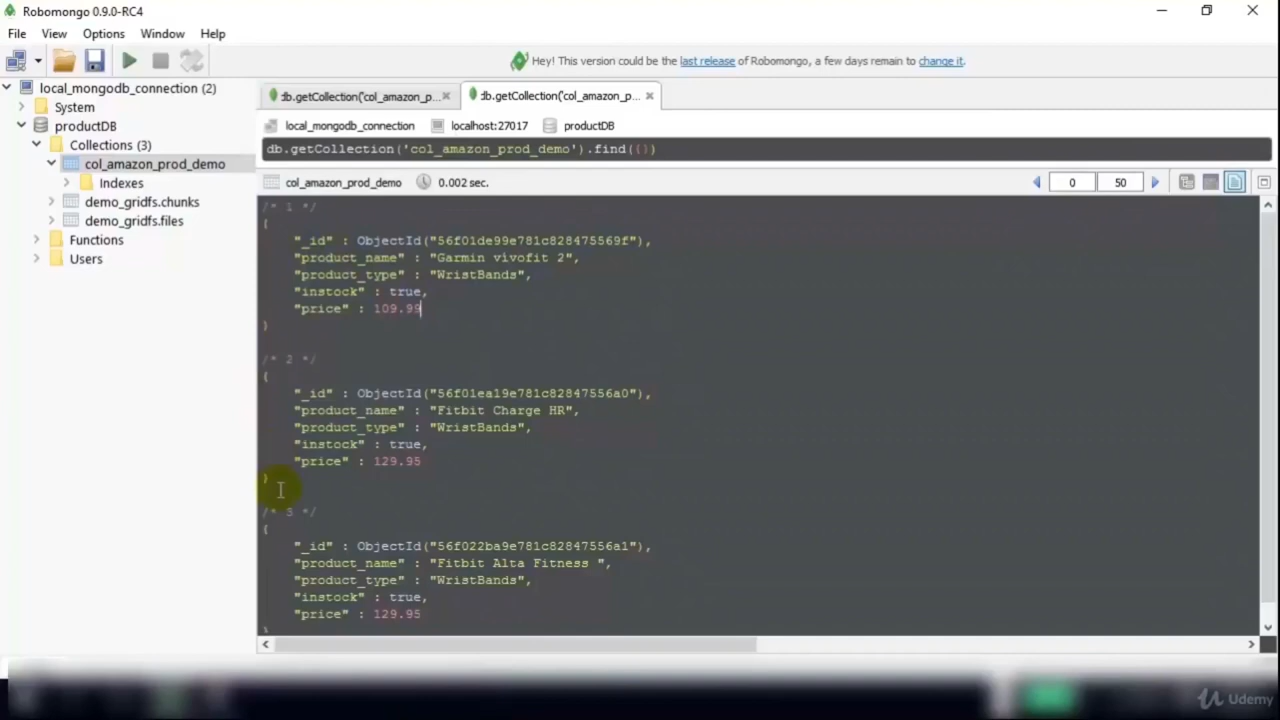 Robomongo 0.9.0-RC4
File View Options Window Help
Hey! This version could be the last release of Robomongo, a few days remain to change it.
local_mongodb_connection (2)
System
productDB
Collections (3)
col_amazon_prod_demo
Indexes
demo_gridfs.chunks
demo_gridfs.files
Functions
Users
db.getCollection('col_amazon_p... db.getCollection('col_amazon_p...
local_mongodb_connection localhost:27017 productDB
db.getCollection('col_amazon_prod_demo').find({})
col_amazon_prod_demo 0.002 sec. 0 50
/* 1 */
{
"_id" : ObjectId("56f01de99e781c828475569f"),
"product_name" : "Garmin vívofit 2",
"product_type" : "WristBands",
"instock" : true,
"price" : 109.99
}
/* 2 */
{
"_id" : ObjectId("56f01ea19e781c82847556a0"),
"product_name" : "Fitbit Charge HR",
"product_type" : "WristBands",
"instock" : true,
"price" : 129.95
}
/* 3 */
{
"_id" : ObjectId("56f022ba9e781c82847556a1"),
"product_name" : "Fitbit Alta Fitness ",
"product_type" : "WristBands",
"instock" : true,
"price" : 129.95
}
Udemy